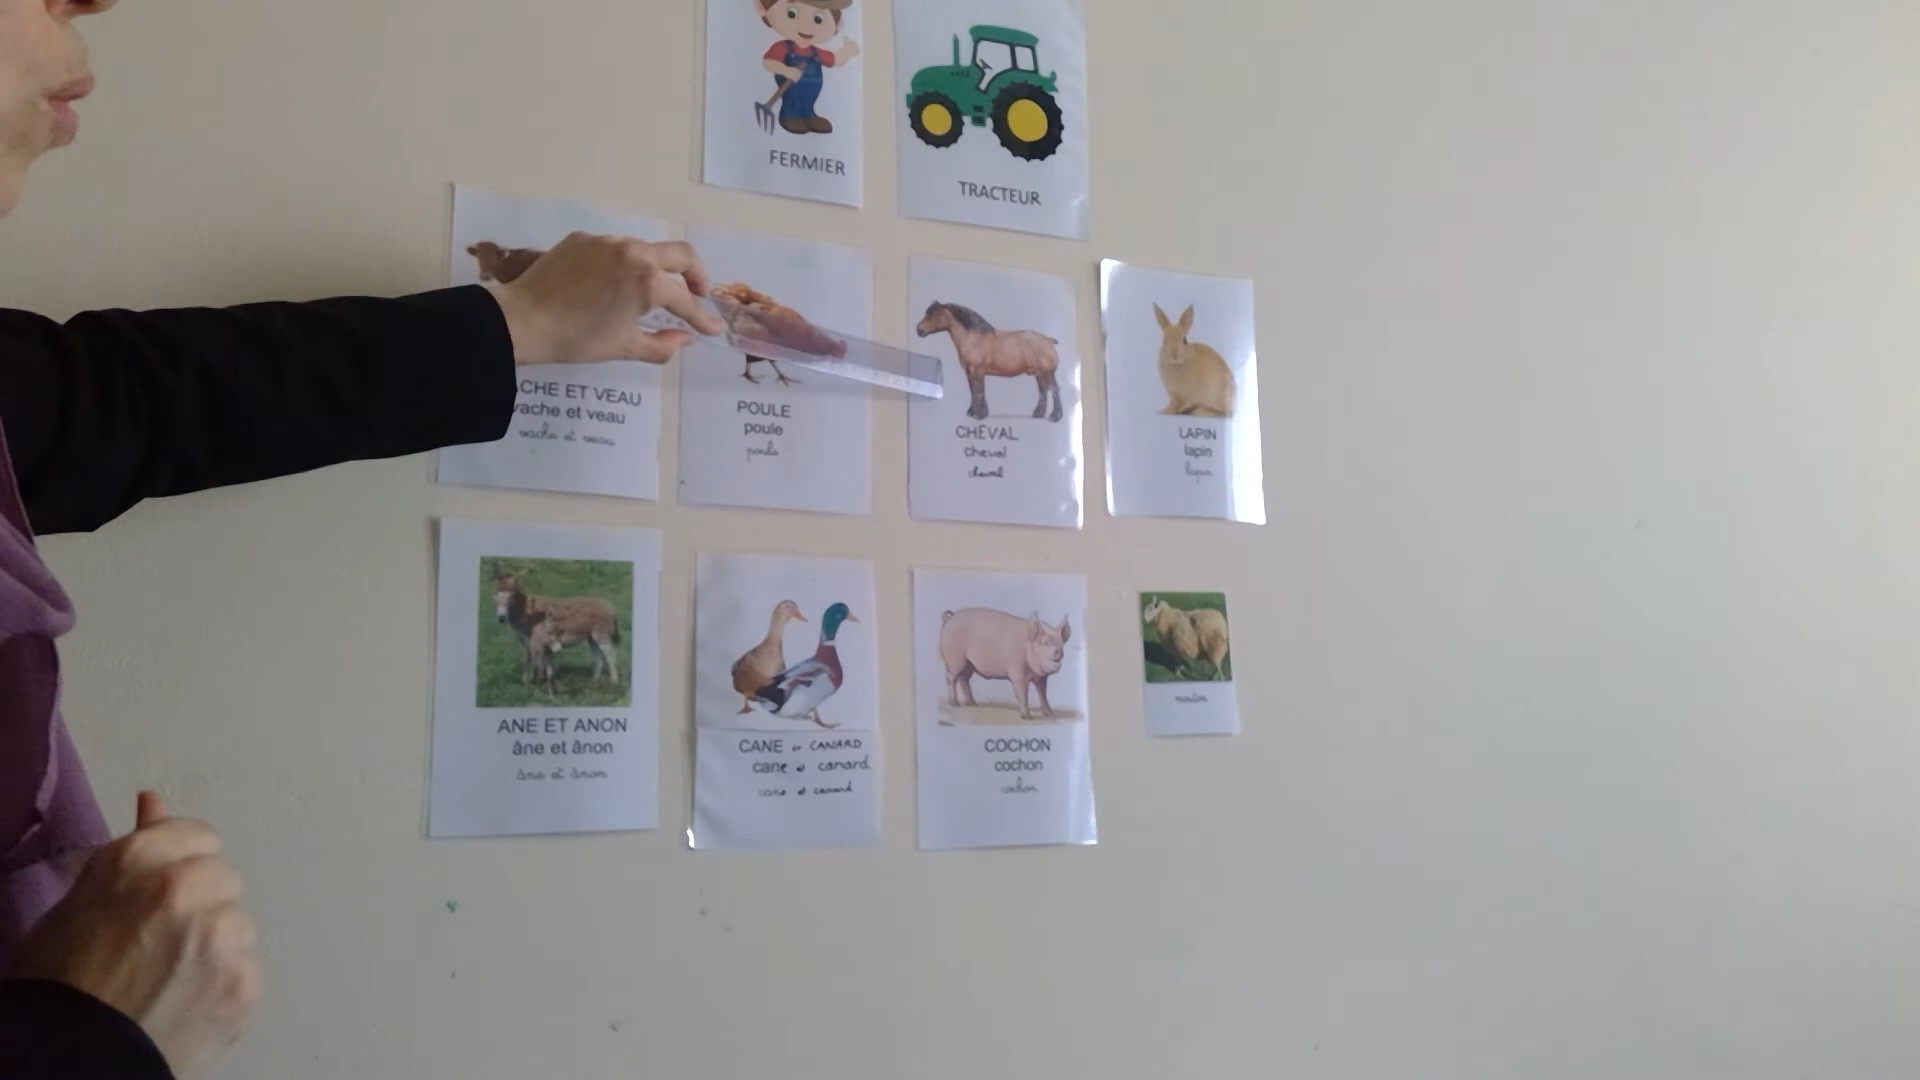 FERMIER
TRACTEUR
ACHE ET VEAU
vache et veau
vache et veau
POULE
poule
poule
CHEVAL
cheval
cheval
LAPIN
lapin
lapin
ANE ET ANON
âne et ânon
âne et ânon
CANE et CANARD
cane et canard
cane et canard
COCHON
cochon
cochon
mouton